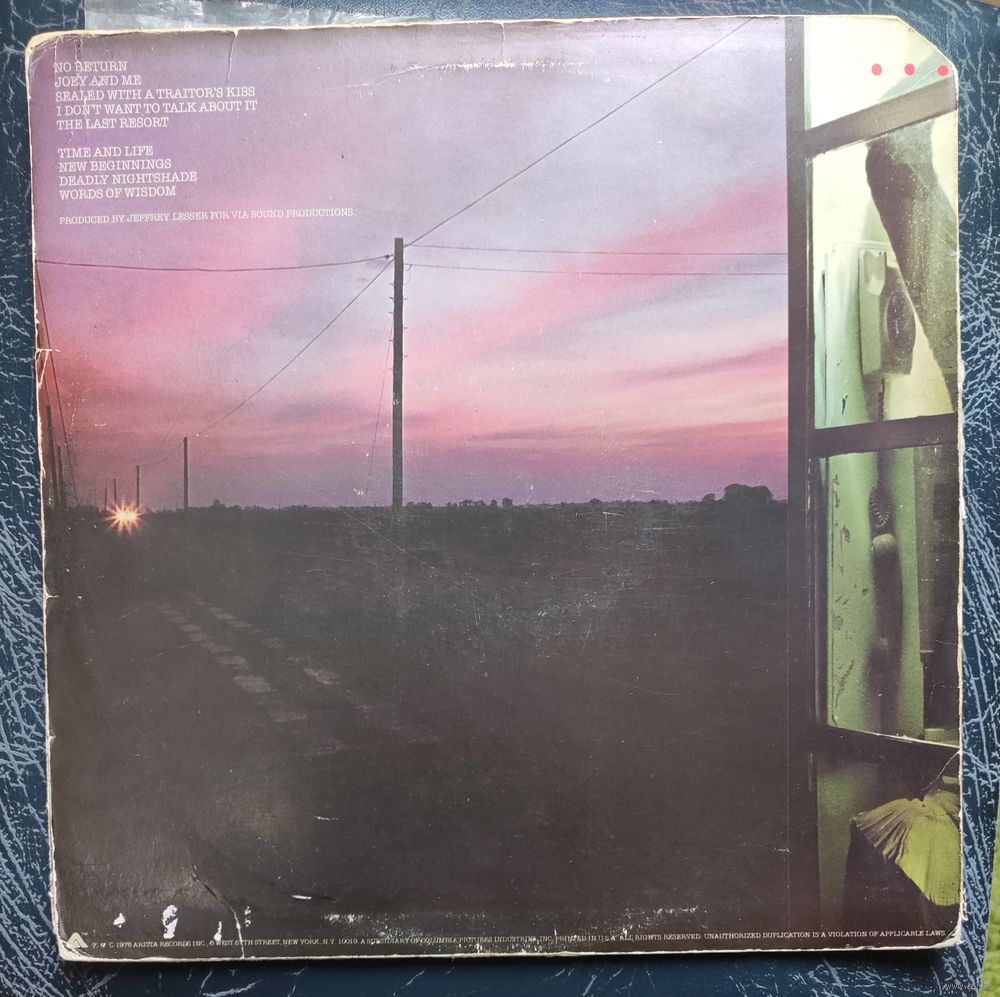 NO RETURN
JOEY AND ME
SEALED WITH A TRAITOR'S KISS
I DON'T WANT TO TALK ABOUT IT
THE LAST RESORT
TIME AND LIFE
NEW BEGINNINGS
DEADLY NIGHTSHADE
WORDS OF WISDOM
PRODUCED BY JEFFREY LESSER FOR VIA SOUND PRODUCTIONS.
1976 ARISTA RECORDS INC., 6 WEST 57TH STREET, NEW YORK, N.Y. 10019. A SUBSIDIARY OF COLUMBIA PICTURES INDUSTRIES, INC. PRINTED IN U.S.A. ALL RIGHTS RESERVED. UNAUTHORIZED DUPLICATION IS A VIOLATION OF APPLICABLE LAWS.